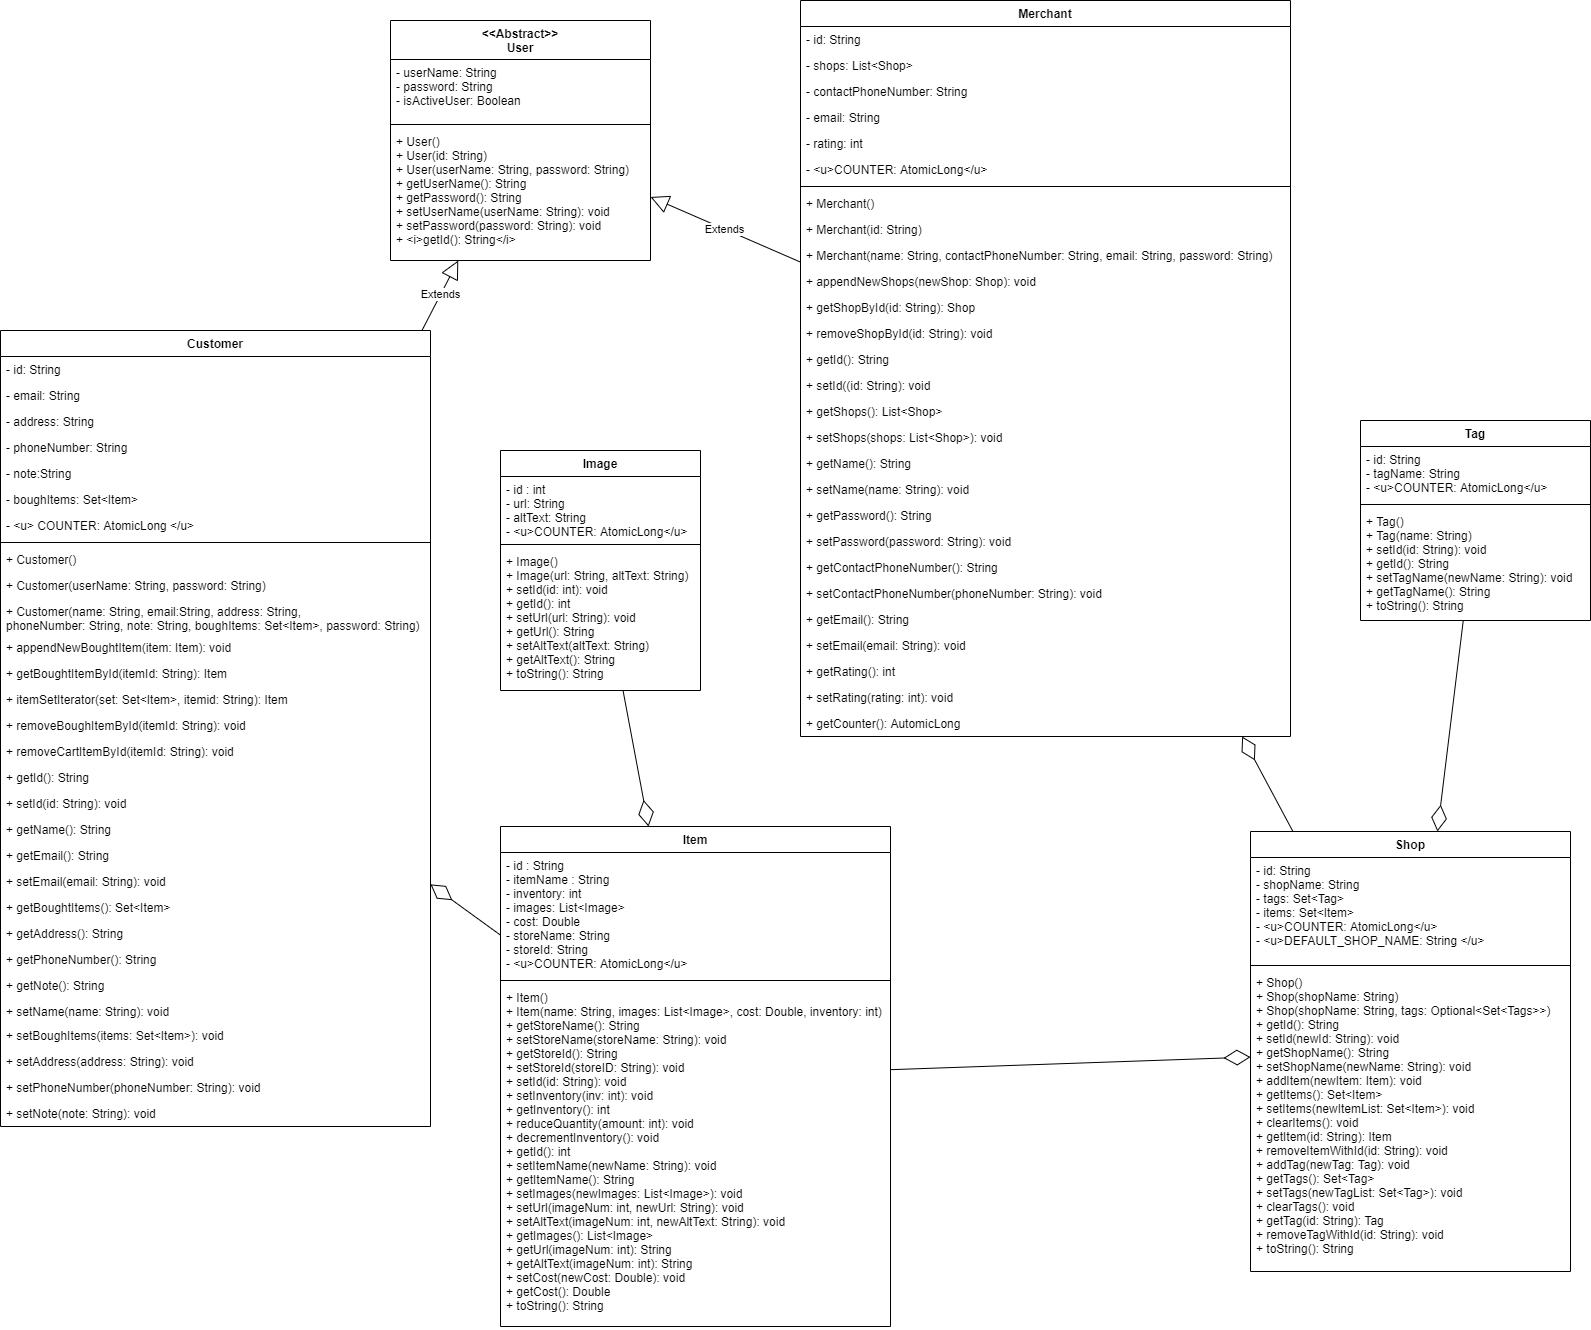 <<Abstract>>
User
- userName: String
- password: String
- isActiveUser: Boolean
+ User()
+ User(id: String)
+ User(userName: String, password: String)
+ getUserName(): String
+ getPassword(): String
+ setUserName(userName: String): void
+ setPassword(password: String): void
+ <i>getId(): String</i>
Extends
Extends
Merchant
- id: String
- shops: List<Shop>
- contactPhoneNumber: String
- email: String
- rating: int
- <u>COUNTER: AtomicLong</u>
+ Merchant()
+ Merchant(id: String)
+ Merchant(name: String, contactPhoneNumber: String, email: String, password: String)
+ appendNewShops(newShop: Shop): void
+ getShopById(id: String): Shop
+ removeShopById(id: String): void
+ getId(): String
+ setId((id: String): void
+ getShops(): List<Shop>
+ setShops(shops: List<Shop>): void
+ getName(): String
+ setName(name: String): void
+ getPassword(): String
+ setPassword(password: String): void
+ getContactPhoneNumber(): String
+ setContactPhoneNumber(phoneNumber: String): void
+ getEmail(): String
+ setEmail(email: String): void
+ getRating(): int
+ setRating(rating: int): void
+ getCounter(): AutomicLong
Customer
- id: String
- email: String
- address: String
- phoneNumber: String
- note:String
- boughItems: Set<Item>
- <u> COUNTER: AtomicLong </u>
+ Customer()
+ Customer(userName: String, password: String)
+ Customer(name: String, email:String, address: String,
phoneNumber: String, note: String, boughItems: Set<Item>, password: String)
+ appendNewBoughtItem(item: Item): void
+ getBoughtItemById(itemId: String): Item
+ itemSetIterator(set: Set<Item>, itemid: String): Item
+ removeBoughItemById(itemId: String): void
+ removeCartItemById(itemId: String): void
+ getId(): String
+ setId(id: String): void
+ getName(): String
+ getEmail(): String
+ setEmail(email: String): void
+ getBoughtItems(): Set<Item>
+ getAddress(): String
+ getPhoneNumber(): String
+ getNote(): String
+ setName(name: String): void
+ setBoughItems(items: Set<Item>): void
+ setAddress(address: String): void
+ setPhoneNumber(phoneNumber: String): void
+ setNote(note: String): void
Image
- id : int
- url: String
- altText: String
- <u>COUNTER: AtomicLong</u>
+ Image()
+ Image(url: String, altText: String)
+ setId(id: int): void
+ getId(): int
+ setUrl(url: String): void
+ getUrl(): String
+ setAltText(altText: String)
+ getAltText(): String
+ toString(): String
Tag
- id: String
- tagName: String
- <u>COUNTER: AtomicLong</u>
+ Tag()
+ Tag(name: String)
+ setId(id: String): void
+ getId(): String
+ setTagName(newName: String): void
+ getTagName(): String
+ toString(): String
Item
- id : String
- itemName : String
- inventory: int
- images: List<Image>
- cost: Double
- storeName: String
- storeId: String
- <u>COUNTER: AtomicLong</u>
+ Item()
+ Item(name: String, images: List<Image>, cost: Double, inventory: int)
+ getStoreName(): String
+ setStoreName(storeName: String): void
+ getStoreId(): String
+ setStoreId(storeID: String): void
+ setId(id: String): void
+ setInventory(inv: int): void
+ getInventory(): int
+ reduceQuantity(amount: int): void
+ decrementInventory(): void
+ getId(): int
+ setItemName(newName: String): void
+ getItemName(): String
+ setImages(newImages: List<Image>): void
+ setUrl(imageNum: int, newUrl: String): void
+ setAltText(imageNum: int, newAltText: String): void
+ getImages(): List<Image>
+ getUrl(imageNum: int): String
+ getAltText(imageNum: int): String
+ setCost(newCost: Double): void
+ getCost(): Double
+ toString(): String
Shop
- id: String
- shopName: String
- tags: Set<Tag>
- items: Set<Item>
- <u>COUNTER: AtomicLong</u>
- <u>DEFAULT_SHOP_NAME: String </u>
+ Shop()
+ Shop(shopName: String)
+ Shop(shopName: String, tags: Optional<Set<Tags>>)
+ getId(): String
+ setId(newId: String): void
+ getShopName(): String
+ setShopName(newName: String): void
+ addItem(newItem: Item): void
+ getItems(): Set<Item>
+ setItems(newItemList: Set<Item>): void
+ clearItems(): void
+ getItem(id: String): Item
+ removeItemWithId(id: String): void
+ addTag(newTag: Tag): void
+ getTags(): Set<Tag>
+ setTags(newTagList: Set<Tag>): void
+ clearTags(): void
+ getTag(id: String): Tag
+ removeTagWithId(id: String): void
+ toString(): String